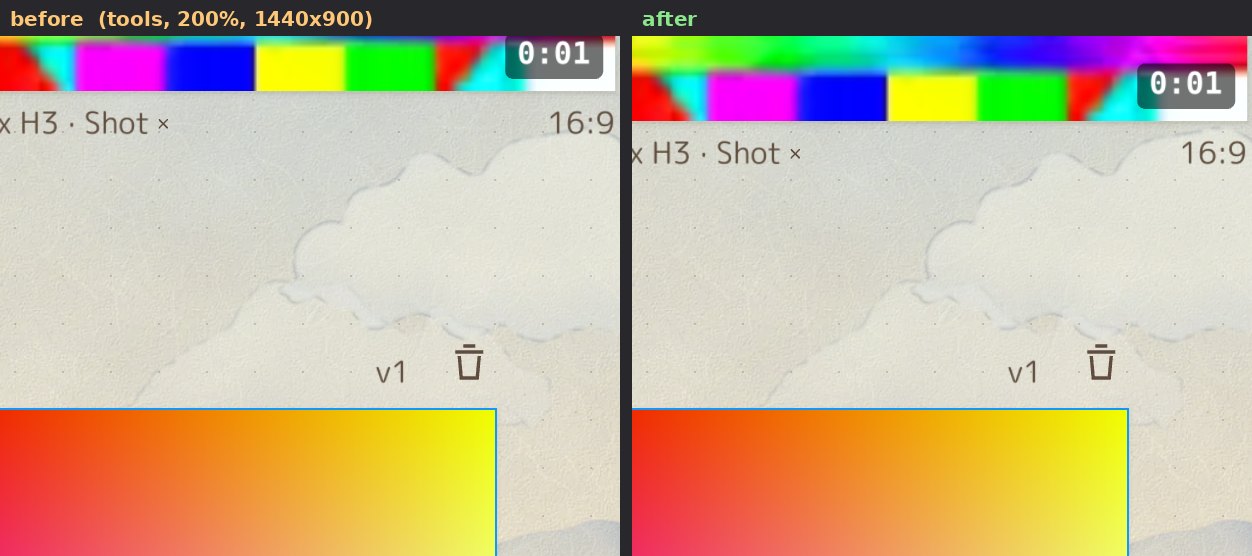 before (tools, 200%, 1440x900)
0:01
x H3 · Shot ×
16:9
v1
after
0:01
x H3 · Shot ×
16:9
v1